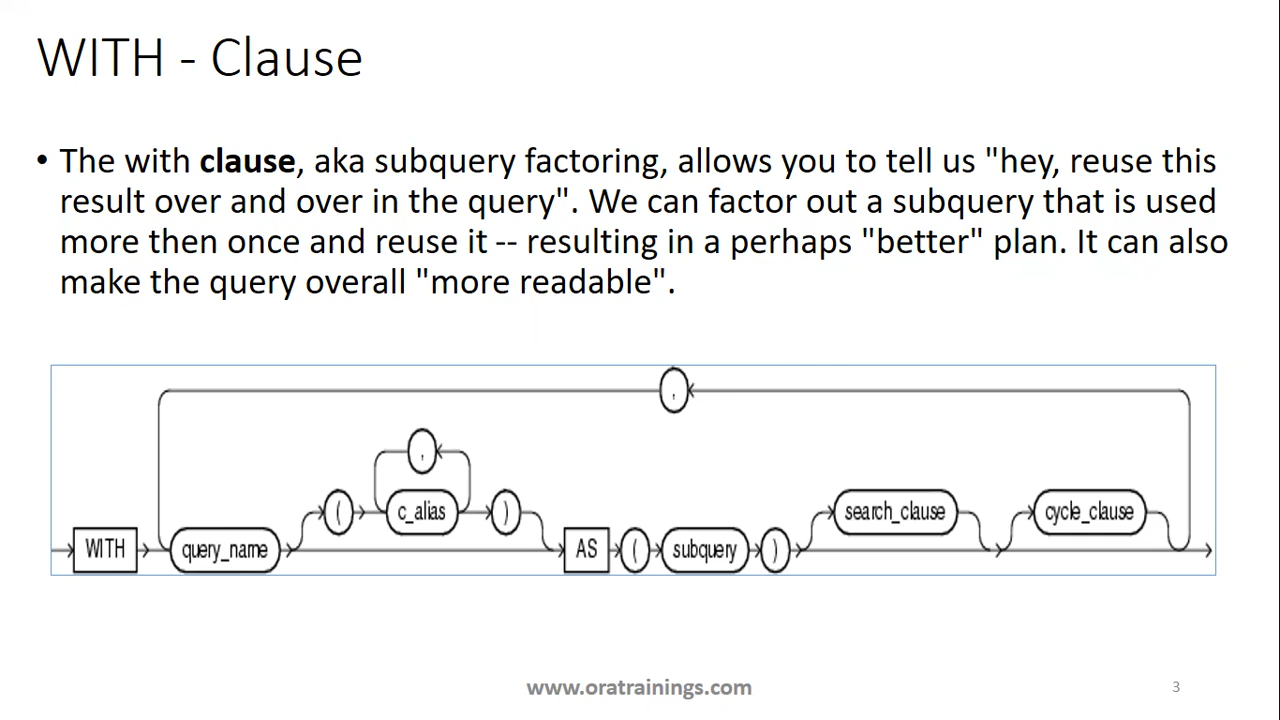 WITH - Clause
• The with clause, aka subquery factoring, allows you to tell us "hey, reuse this
result over and over in the query". We can factor out a subquery that is used
more then once and reuse it -- resulting in a perhaps "better" plan. It can also
make the query overall "more readable".
,
,
( c_alias ) search_clause cycle_clause
WITH query_name AS ( subquery )
www.oratrainings.com 3